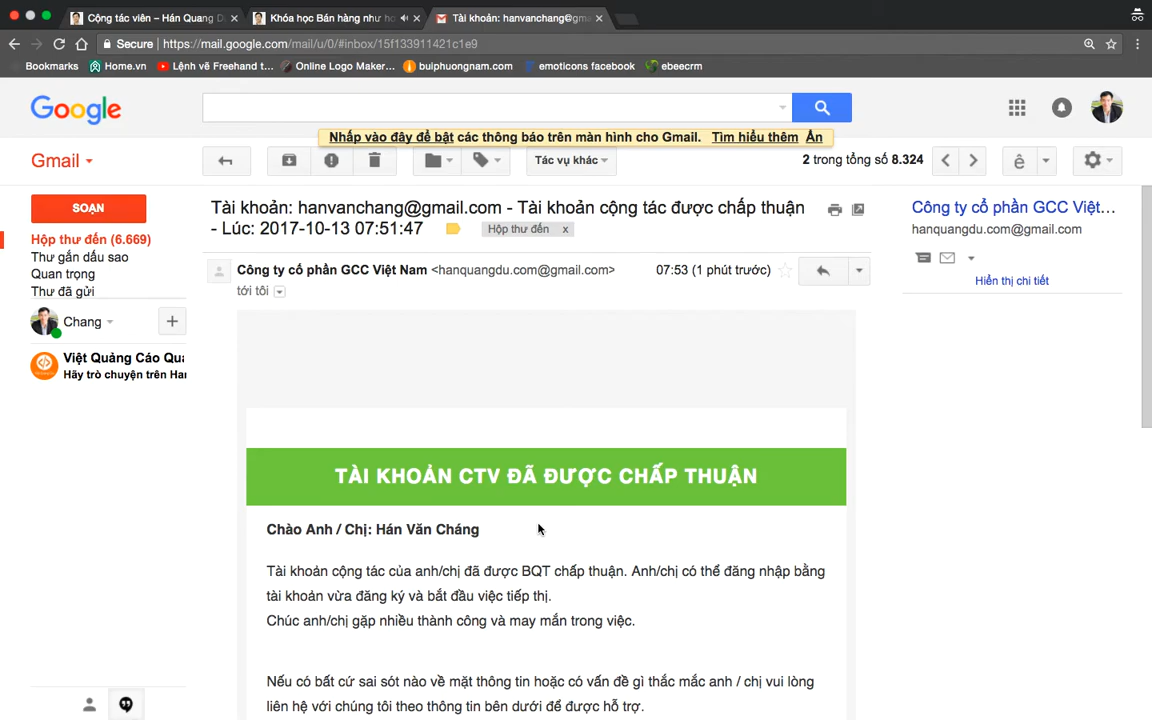 Cộng tác viên – Hán Quang D
Khóa học Bán hàng như ho
Tài khoản: hanvanchang@gma
Secure
https://mail.google.com/mail/u/0/#inbox/15f133911421c1e9
Bookmarks
Home.vn
Lệnh vẽ Freehand t...
Online Logo Maker...
buiphuongnam.com
emoticons facebook
ebeecrm
Google
Nhấp vào đây để bật các thông báo trên màn hình cho Gmail. Tìm hiểu thêm Ẩn
Gmail
Tác vụ khác
2 trong tổng số 8.324
SOẠN
Hộp thư đến (6.669)
Thư gắn dấu sao
Quan trọng
Thư đã gửi
Chang
Việt Quảng Cáo Qua
Hãy trò chuyện trên Han
Tài khoản: hanvanchang@gmail.com - Tài khoản cộng tác được chấp thuận
- Lúc: 2017-10-13 07:51:47
Hộp thư đến x
Công ty cổ phần GCC Việt Nam <hanquangdu.com@gmail.com>
07:53 (1 phút trước)
tới tôi
Công ty cổ phần GCC Việt...
hanquangdu.com@gmail.com
Hiển thị chi tiết
TÀI KHOẢN CTV ĐÃ ĐƯỢC CHẤP THUẬN
Chào Anh / Chị: Hán Văn Cháng
Tài khoản cộng tác của anh/chị đã được BQT chấp thuận. Anh/chị có thể đăng nhập bằng
tài khoản vừa đăng ký và bắt đầu việc tiếp thị.
Chúc anh/chị gặp nhiều thành công và may mắn trong việc.
Nếu có bất cứ sai sót nào về mặt thông tin hoặc có vấn đề gì thắc mắc anh / chị vui lòng
liên hệ với chúng tôi theo thông tin bên dưới để được hỗ trợ.